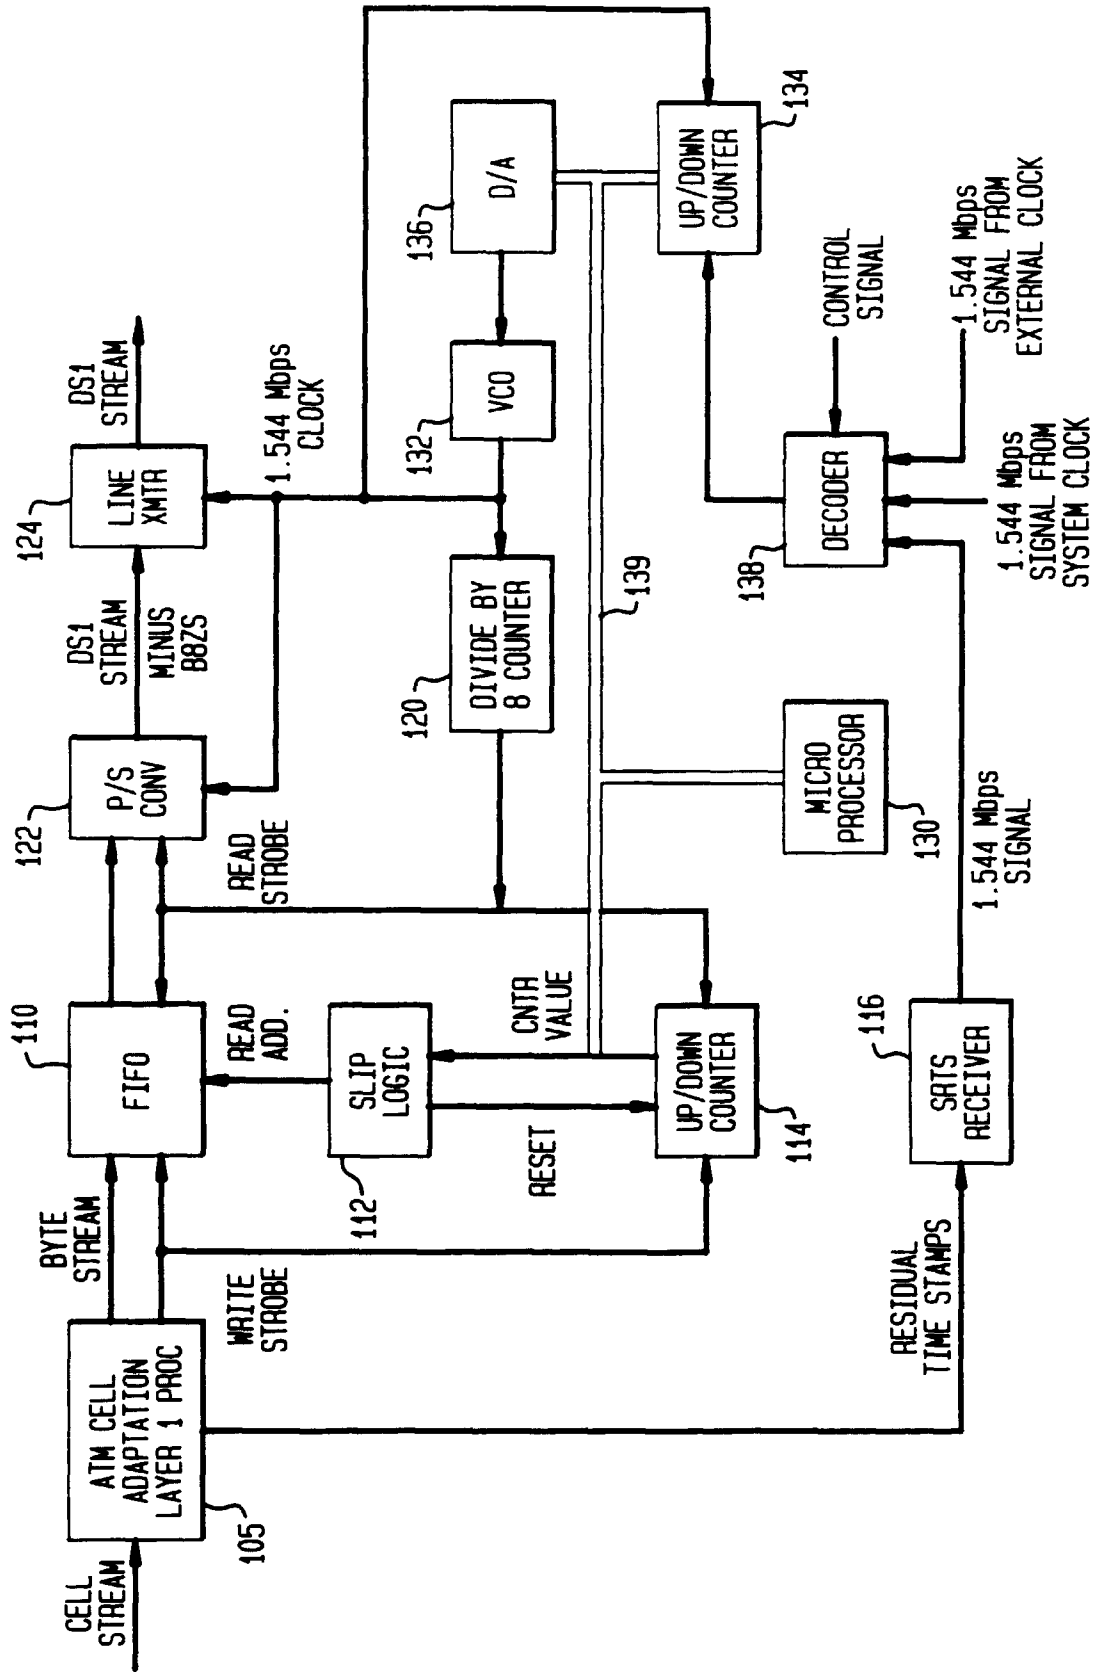 CELL
STREAM
ATM CELL
ADAPTATION
LAYER 1 PROC
105
BYTE
STREAM
WRITE
STROBE
110
FIFO
READ
ADD.
SLIP
LOGIC
112
RESET
CNTR
VALUE
UP/DOWN
COUNTER
114
READ
STROBE
122
P/S
CONV
DS1
STREAM
MINUS
B8ZS
124
LINE
XMTR
DS1
STREAM
1.544 Mbps
CLOCK
120
DIVIDE BY
8 COUNTER
132
VCO
136
D/A
139
UP/DOWN
COUNTER
134
MICRO
PROCESSOR
130
138
DECODER
CONTROL
SIGNAL
RESIDUAL
TIME STAMPS
116
SRTS
RECEIVER
1.544 Mbps
SIGNAL
1.544 Mbps
SIGNAL FROM
SYSTEM CLOCK
1.544 Mbps
SIGNAL FROM
EXTERNAL CLOCK